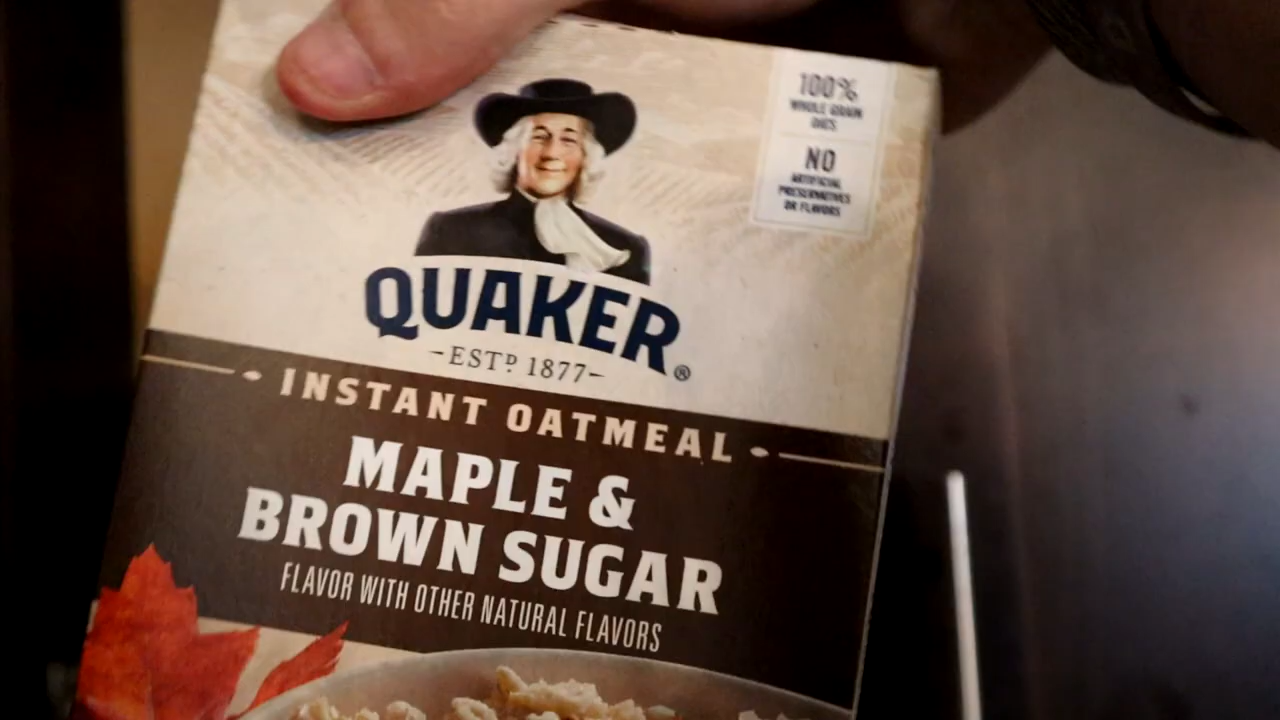 100%
WHOLE GRAIN
OATS
NO
ARTIFICIAL
PRESERVATIVES
OR FLAVORS
QUAKER®
-ESTD 1877-
INSTANT OATMEAL
MAPLE &
BROWN SUGAR
FLAVOR WITH OTHER NATURAL FLAVORS